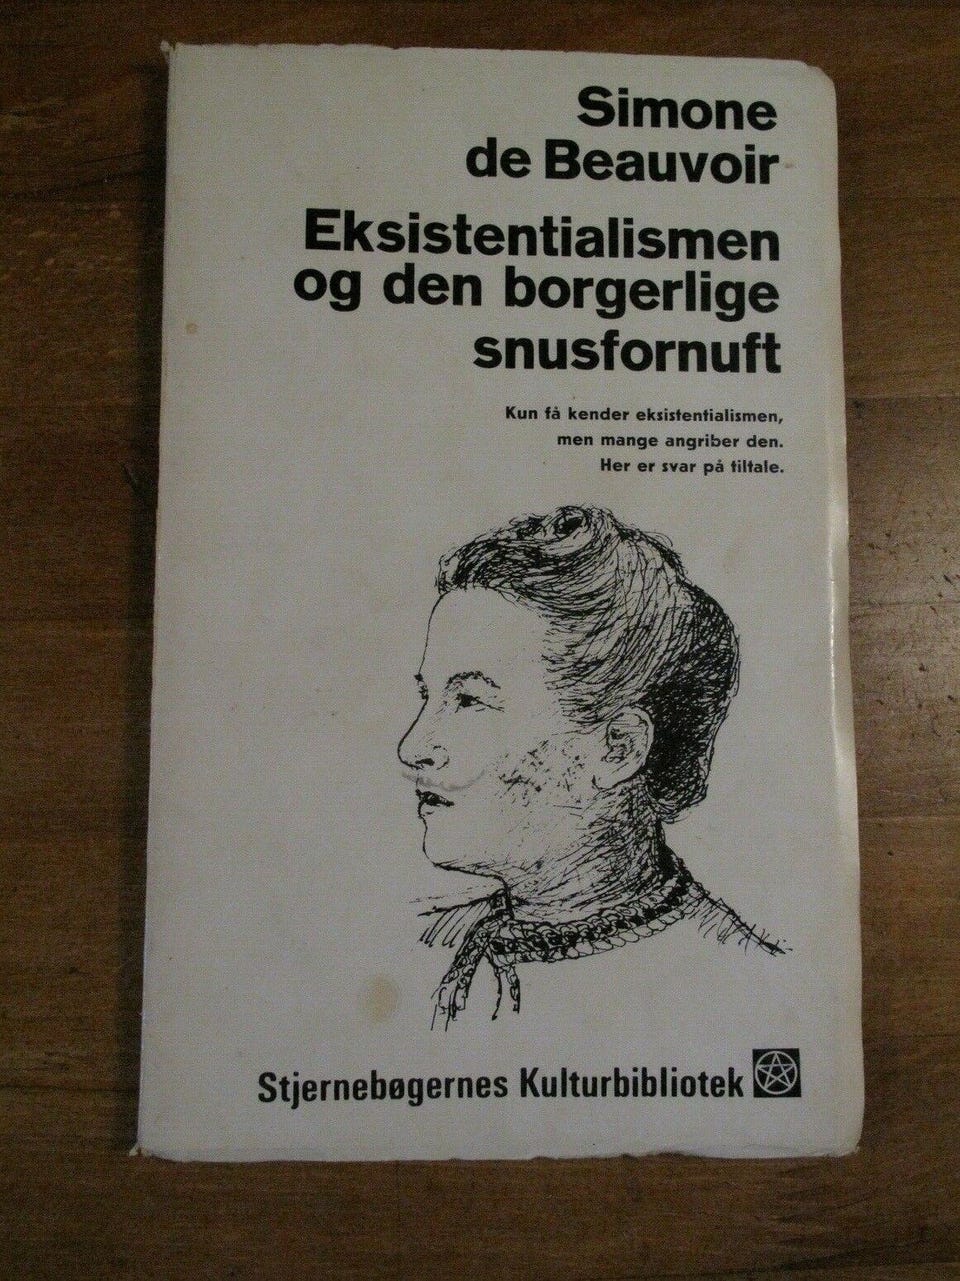 Simone
de Beauvoir
Eksistentialismen
og den borgerlige
snusfornuft
Kun få kender eksistentialismen,
men mange angriber den.
Her er svar på tiltale.
Stjernebøgernes Kulturbibliotek